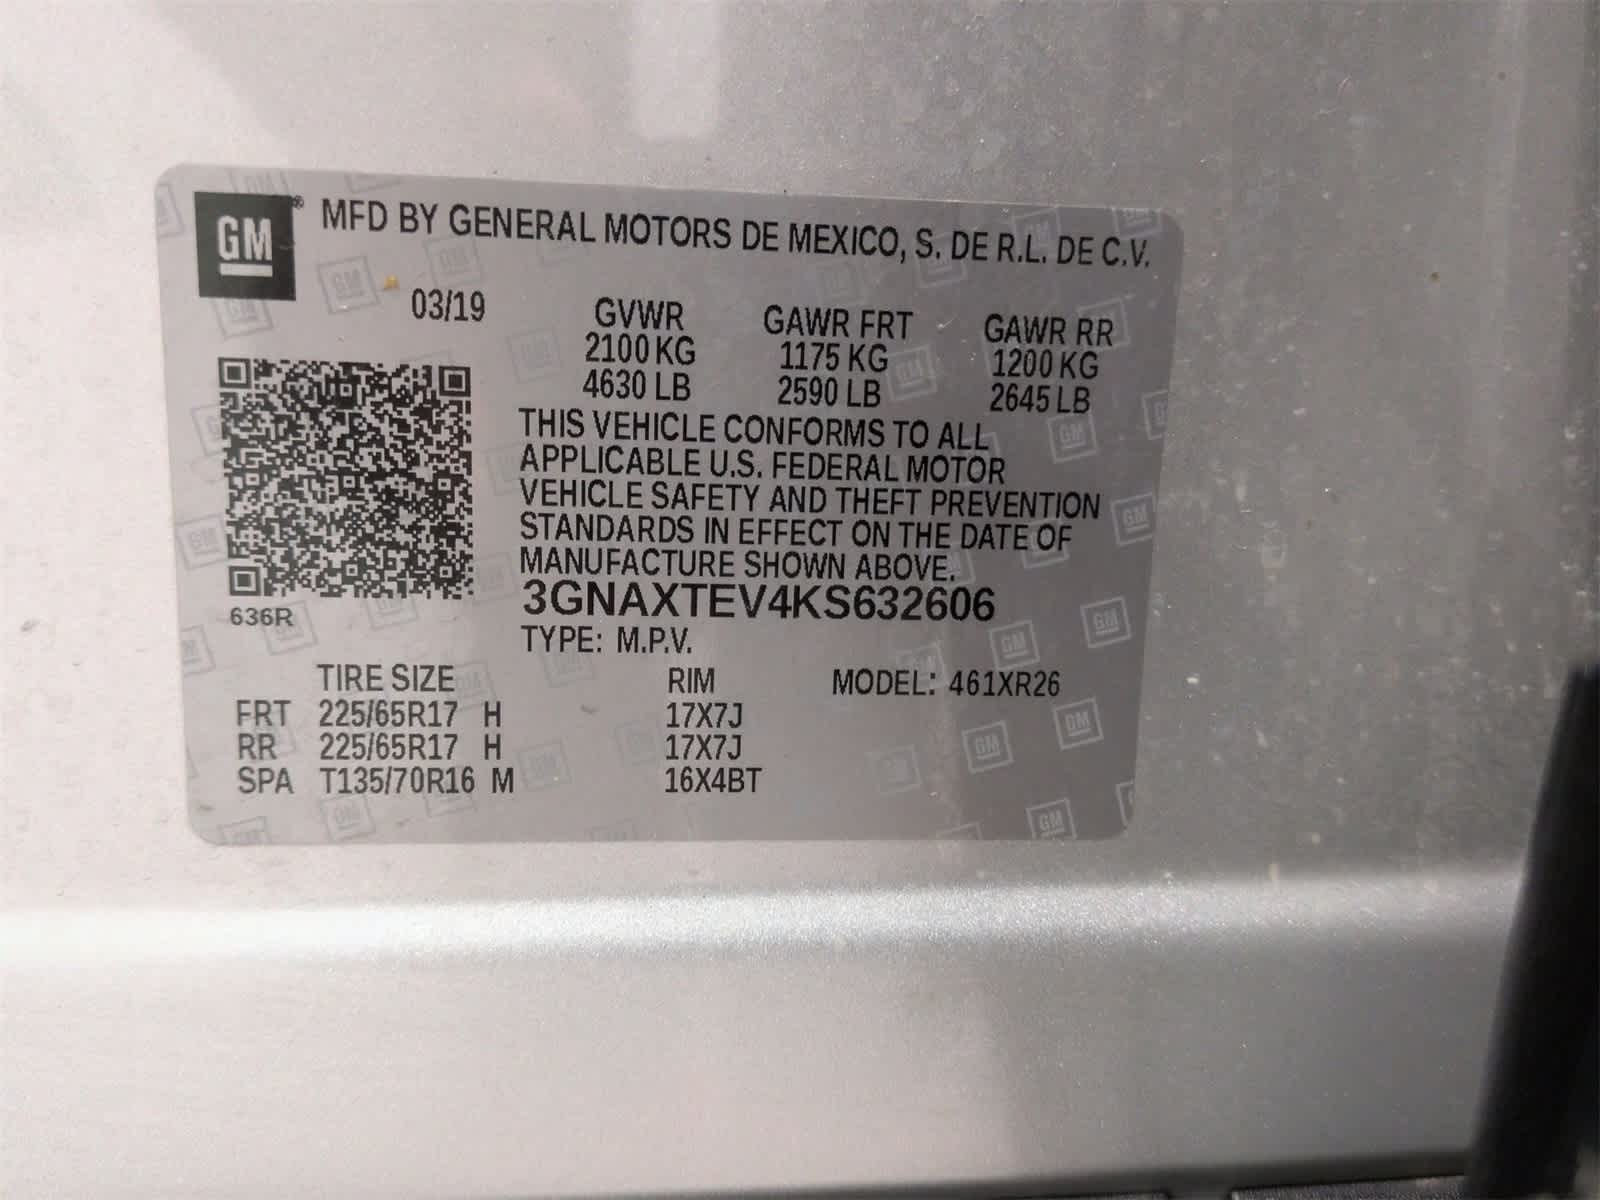 GM® MFD BY GENERAL MOTORS DE MEXICO, S. DE R.L. DE C.V.
03/19 GVWR GAWR FRT GAWR RR
2100 KG 1175 KG 1200 KG
4630 LB 2590 LB 2645 LB
THIS VEHICLE CONFORMS TO ALL
APPLICABLE U.S. FEDERAL MOTOR
VEHICLE SAFETY AND THEFT PREVENTION
STANDARDS IN EFFECT ON THE DATE OF
MANUFACTURE SHOWN ABOVE.
636R 3GNAXTEV4KS632606
TYPE: M.P.V.
TIRE SIZE RIM MODEL: 461XR26
FRT 225/65R17 H 17X7J
RR 225/65R17 H 17X7J
SPA T135/70R16 M 16X4BT